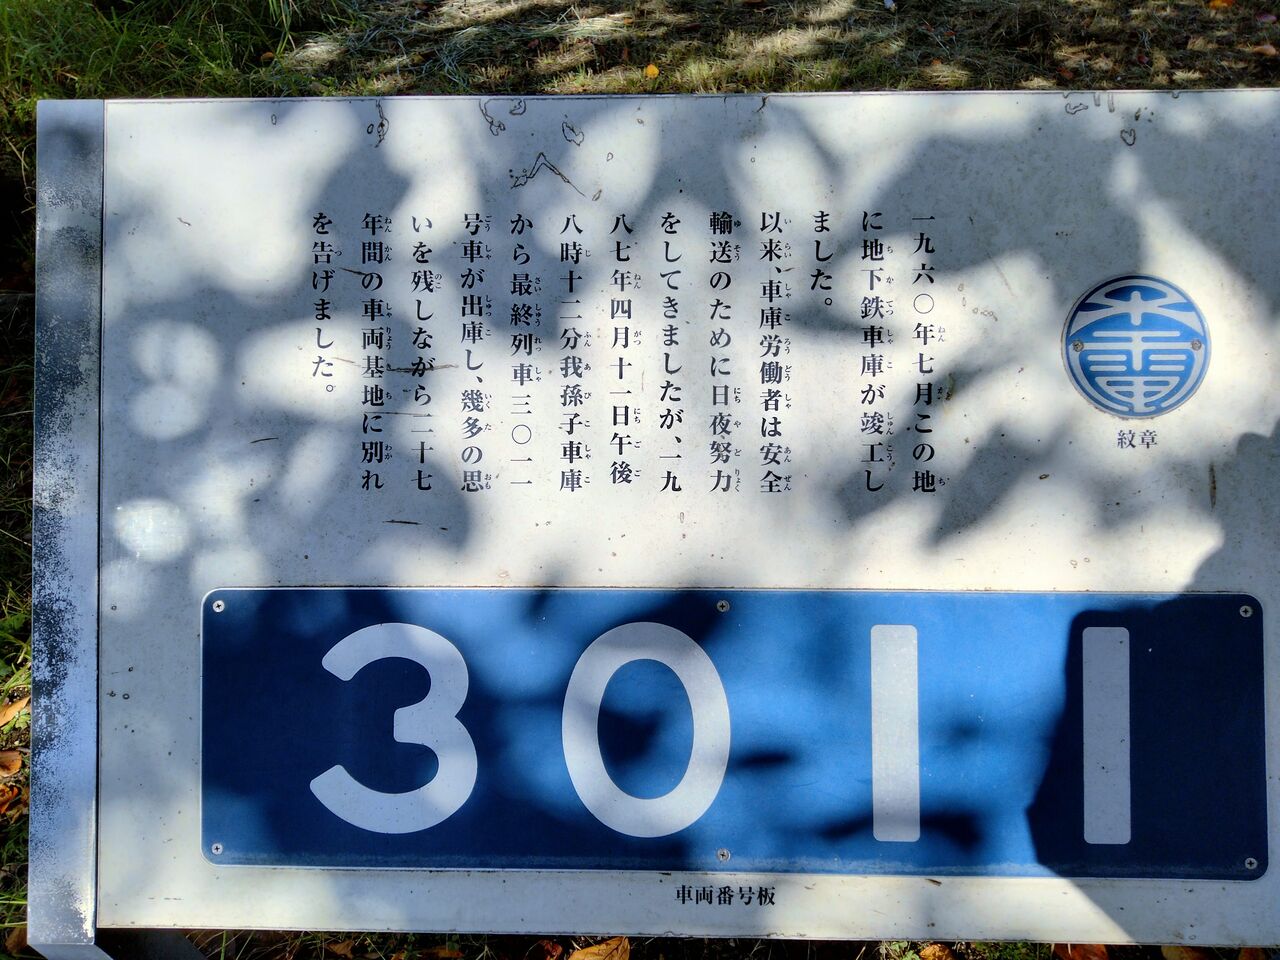 一九六〇年七月この地
に地下鉄車庫が竣工し
ました。
以来、車庫労働者は安全
輸送のために日夜努力
をしてきましたが、一九
八七年四月十一日午後
八時十二分我孫子車庫
から最終列車三〇一一
号車が出庫し、幾多の思
いを残しながら二十七
年間の車両基地に別れ
を告げました。
紋章
3011
車両番号板